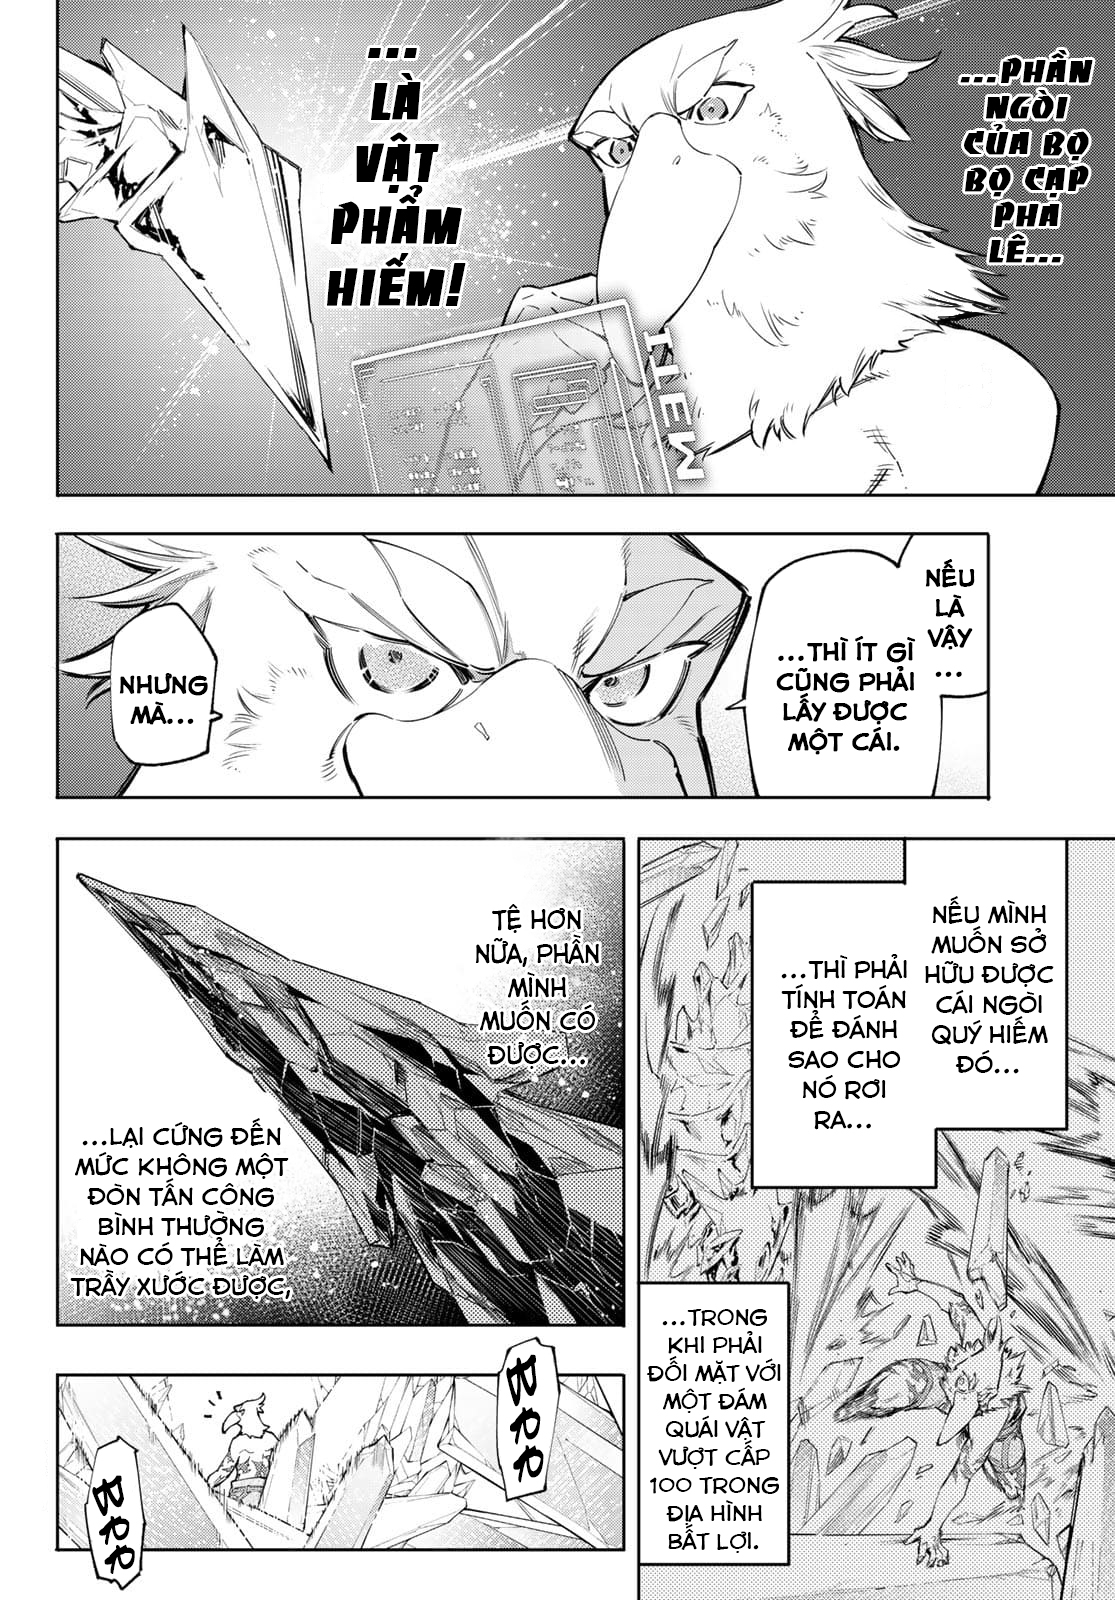 ...PHẦN
NGÒI
CỦA BỌ
BỌ CẠP
PHA
LÊ...
...
LÀ
VẬT
PHẨM
HIẾM!
ITEM
NẾU
LÀ
VẬY
...
...THÌ ÍT GÌ
CŨNG PHẢI
LẤY ĐƯỢC
MỘT CÁI.
NHƯNG
MÀ...
NẾU MÌNH
MUỐN SỞ
HỮU ĐƯỢC
CÁI NGÒI
QUÝ HIẾM
ĐÓ...
...THÌ PHẢI
TÍNH TOÁN
ĐỂ ĐÁNH
SAO CHO
NÓ RƠI
RA...
...TRONG
KHI PHẢI
ĐỐI MẶT VỚI
MỘT ĐÁM
QUÁI VẬT
VƯỢT CẤP
100 TRONG
ĐỊA HÌNH
BẤT LỢI.
TỆ HƠN
NỮA, PHẦN
MÌNH
MUỐN CÓ
ĐƯỢC...
...LẠI CỨNG ĐẾN
MỨC KHÔNG MỘT
ĐÒN TẤN CÔNG
BÌNH THƯỜNG
NÀO CÓ THỂ LÀM
TRẦY XƯỚC ĐƯỢC,
BRRR
BRRR